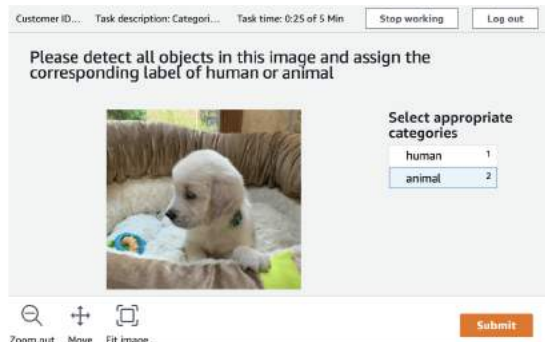 Customer ID... Task description: Categori... Task time: 0:25 of 5 Min Stop working Log out
Please detect all objects in this image and assign the
corresponding label of human or animal
Select appropriate
categories
human 1
animal 2
Zoom out Move Fit image
Submit